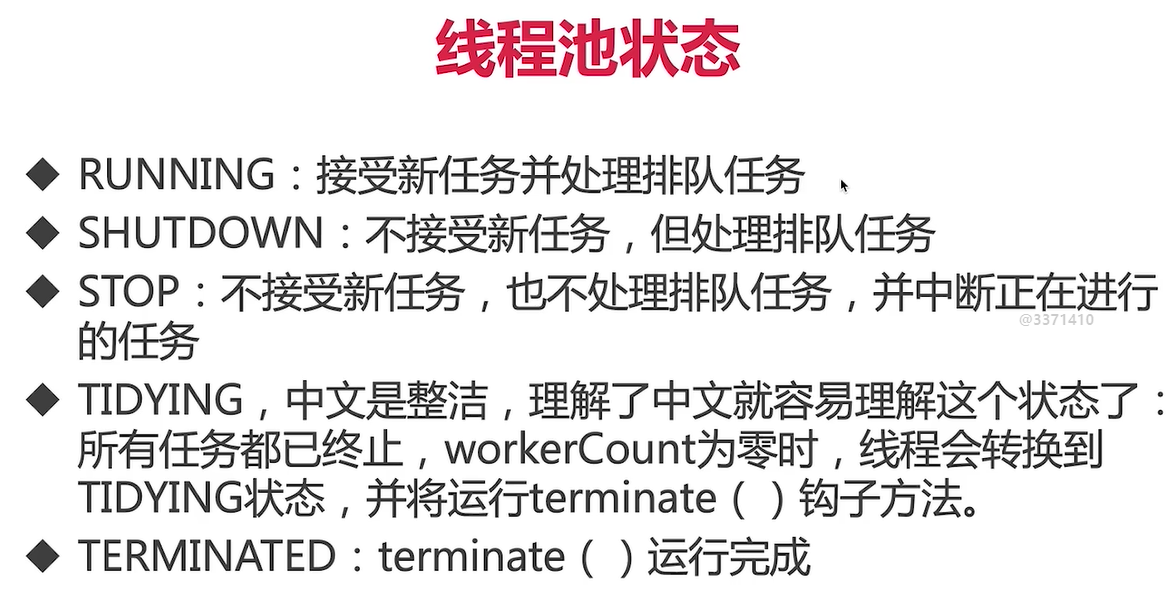 线程池状态
◆ RUNNING：接受新任务并处理排队任务
◆ SHUTDOWN：不接受新任务，但处理排队任务
◆ STOP：不接受新任务，也不处理排队任务，并中断正在进行
@3371410
的任务
◆ TIDYING，中文是整洁，理解了中文就容易理解这个状态了：
所有任务都已终止，workerCount为零时，线程会转换到
TIDYING状态，并将运行terminate（ ）钩子方法。
◆ TERMINATED：terminate（ ）运行完成